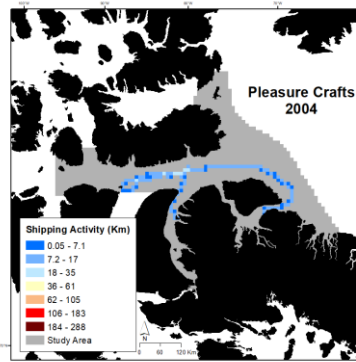 Pleasure Crafts
2004
Shipping Activity (Km)
0.05 - 7.1
7.2 - 17
18 - 35
36 - 61
62 - 105
106 - 183
184 - 288
Study Area
N
0 60 120 Km